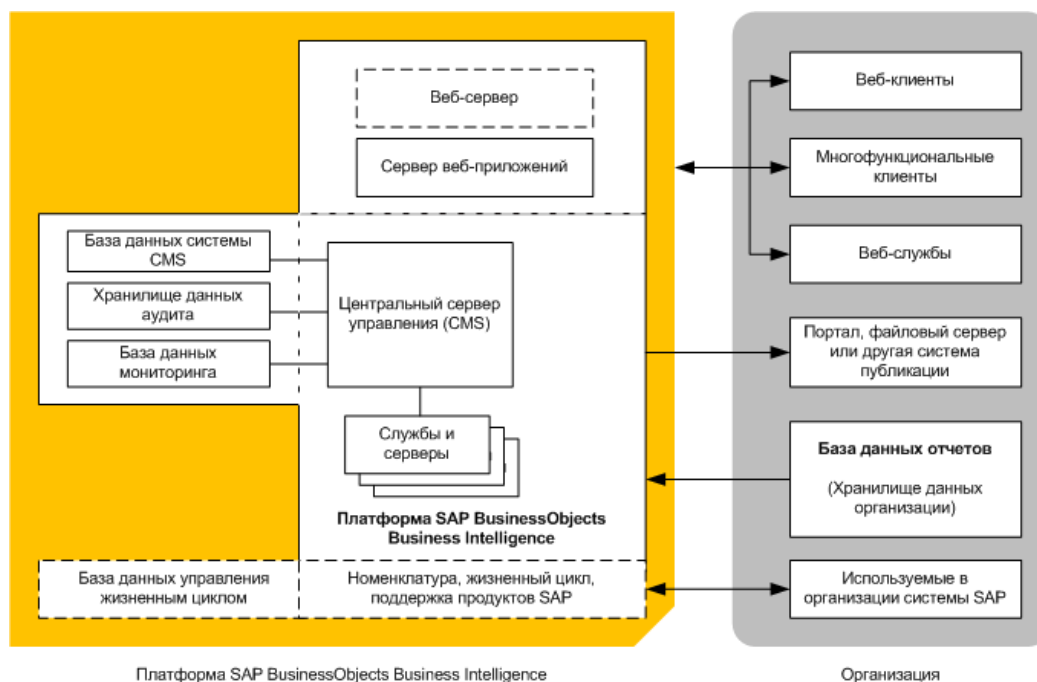 Веб-сервер
Сервер веб-приложений
База данных системы
CMS
Хранилище данных
аудита
База данных
мониторинга
Центральный сервер
управления (CMS)
Службы и
серверы
Платформа SAP BusinessObjects
Business Intelligence
База данных управления
жизненным циклом
Номенклатура, жизненный цикл,
поддержка продуктов SAP
Платформа SAP BusinessObjects Business Intelligence
Веб-клиенты
Многофункциональные
клиенты
Веб-службы
Портал, файловый сервер
или другая система
публикации
База данных отчетов
(Хранилище данных
организации)
Используемые в
организации системы SAP
Организация